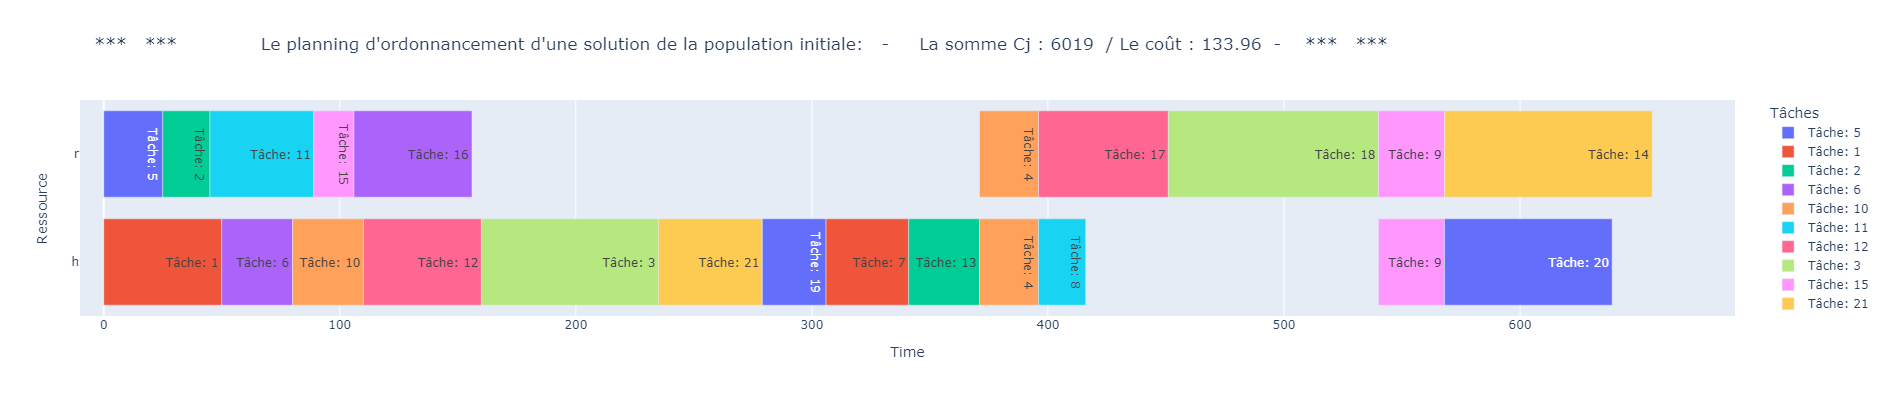 *** *** Le planning d'ordonnancement d'une solution de la population initiale: - La somme Cj : 6019 / Le coût : 133.96 - *** ***
Ressource
r
Tâche: 5
Tâche: 2
Tâche: 11
Tâche: 15
Tâche: 16
Tâche: 4
Tâche: 17
Tâche: 18
Tâche: 9
Tâche: 14
h
Tâche: 1
Tâche: 6
Tâche: 10
Tâche: 12
Tâche: 3
Tâche: 21
Tâche: 19
Tâche: 7
Tâche: 13
Tâche: 4
Tâche: 8
Tâche: 9
Tâche: 20
0 100 200 300 400 500 600
Time
Tâches
Tâche: 5
Tâche: 1
Tâche: 2
Tâche: 6
Tâche: 10
Tâche: 11
Tâche: 12
Tâche: 3
Tâche: 15
Tâche: 21